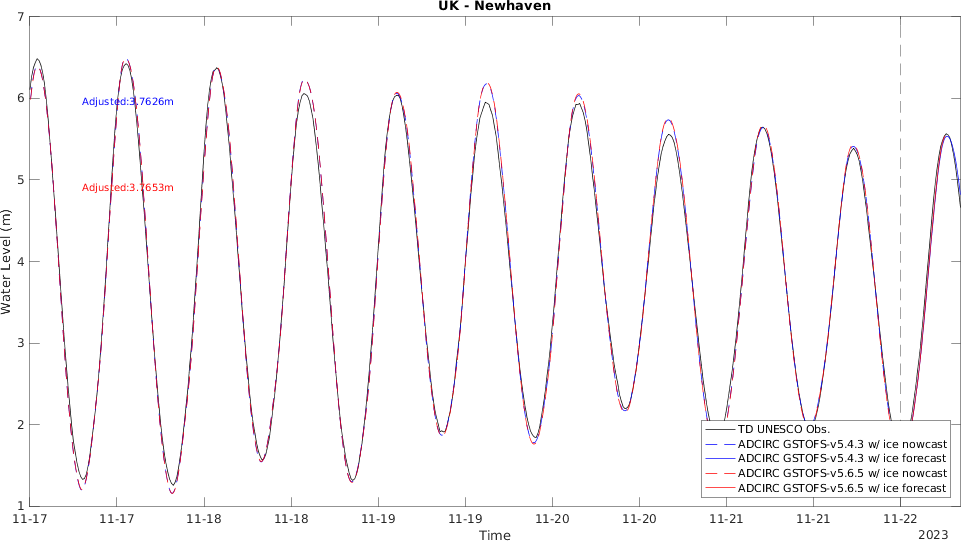 UK - Newhaven
7
6
5
4
3
2
1
Water Level (m)
Adjusted:3.7626m
Adjusted:3.7653m
TD UNESCO Obs.
ADCIRC GSTOFS-v5.4.3 w/ ice nowcast
ADCIRC GSTOFS-v5.4.3 w/ ice forecast
ADCIRC GSTOFS-v5.6.5 w/ ice nowcast
ADCIRC GSTOFS-v5.6.5 w/ ice forecast
11-17 11-17 11-18 11-18 11-19 11-19 11-20 11-20 11-21 11-21 11-22
2023
Time